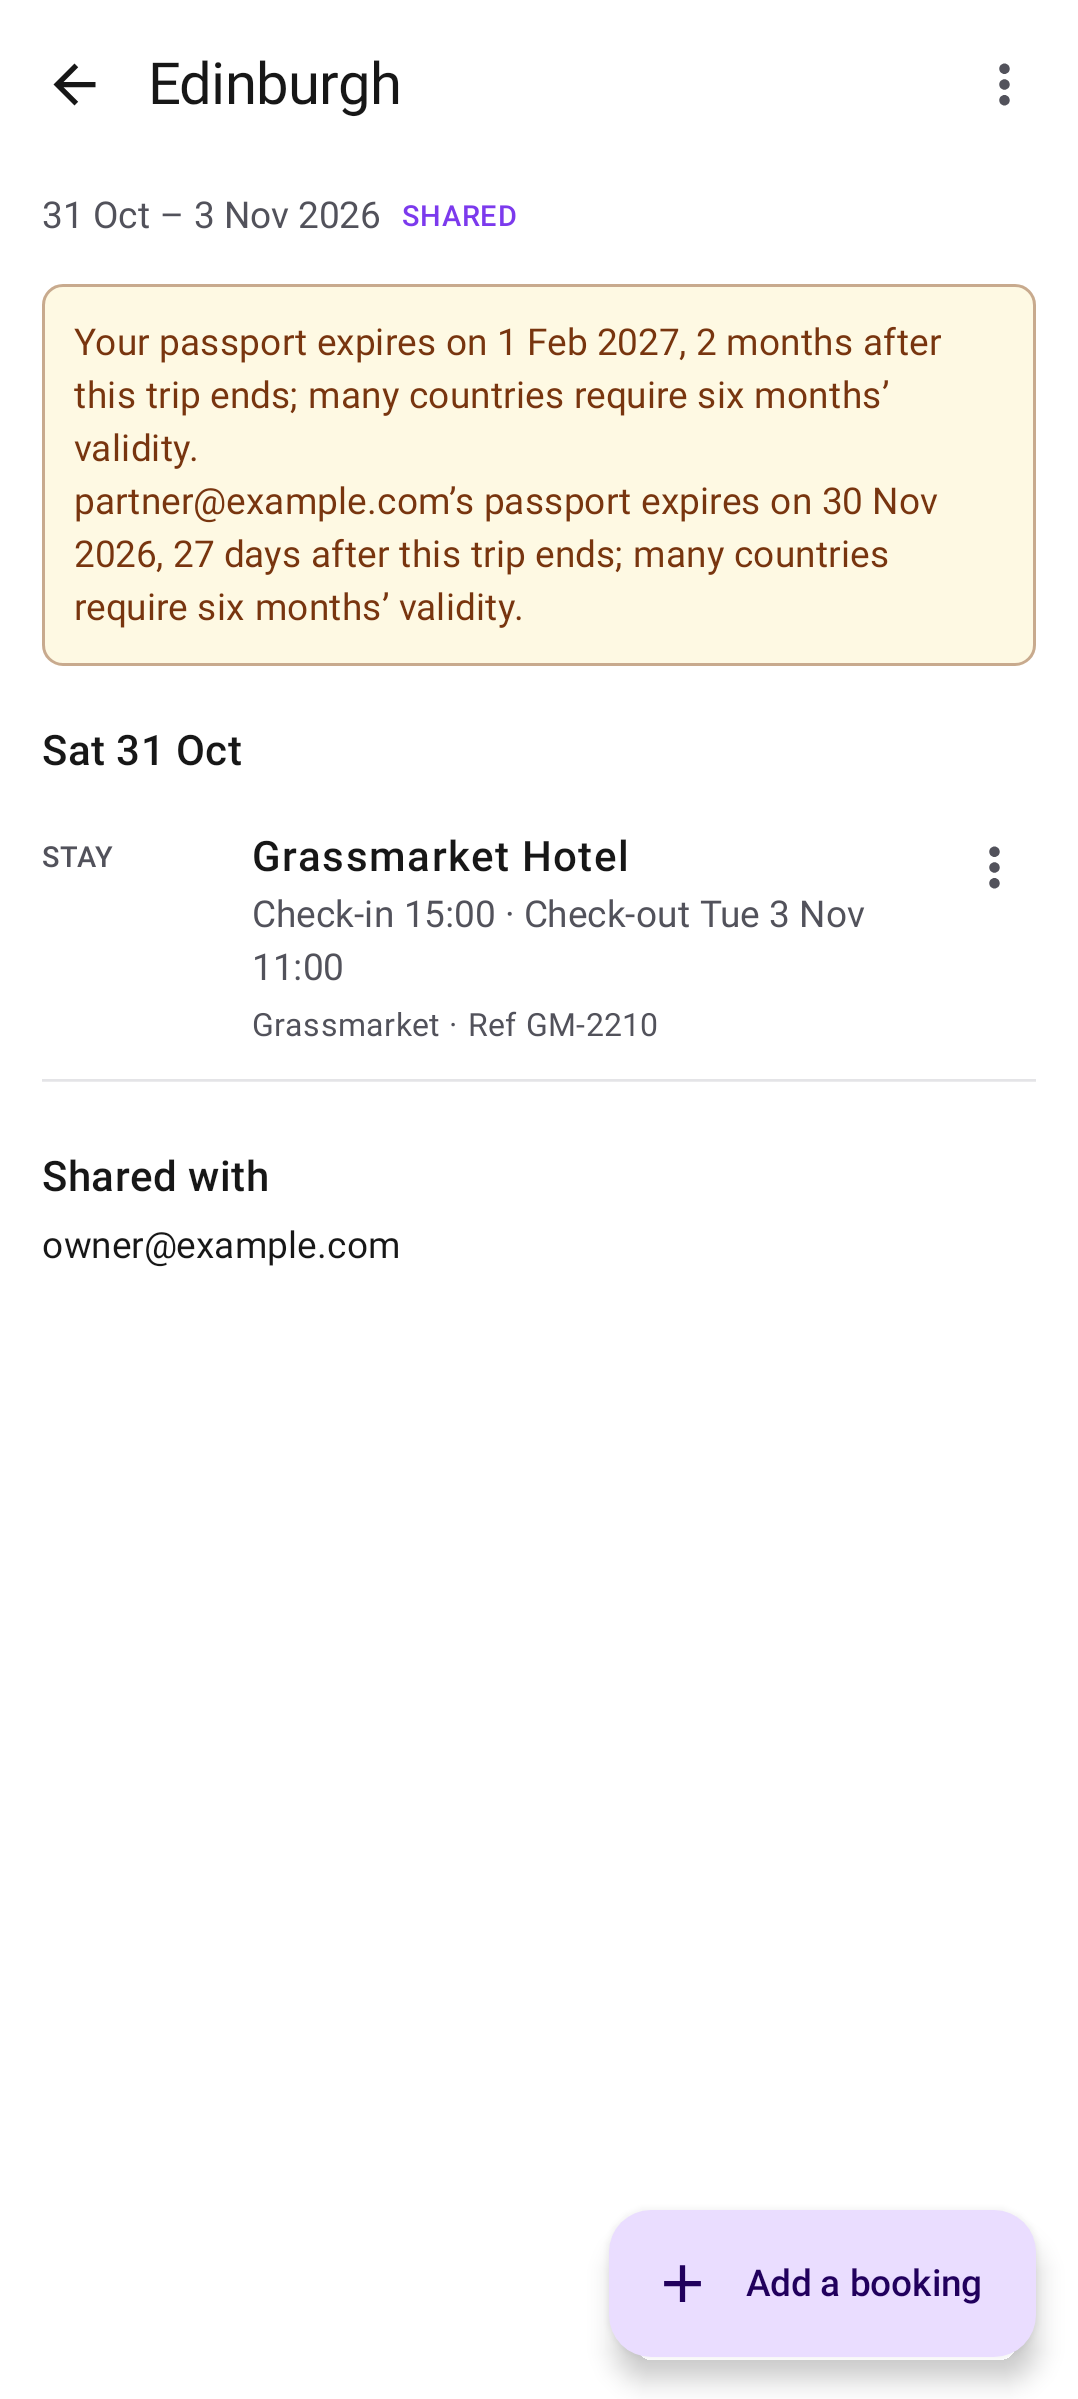 Edinburgh
31 Oct – 3 Nov 2026 SHARED
Your passport expires on 1 Feb 2027, 2 months after
this trip ends; many countries require six months’
validity.
partner@example.com’s passport expires on 30 Nov
2026, 27 days after this trip ends; many countries
require six months’ validity.
Sat 31 Oct
STAY Grassmarket Hotel
Check-in 15:00 · Check-out Tue 3 Nov
11:00
Grassmarket · Ref GM-2210
Shared with
owner@example.com
Add a booking